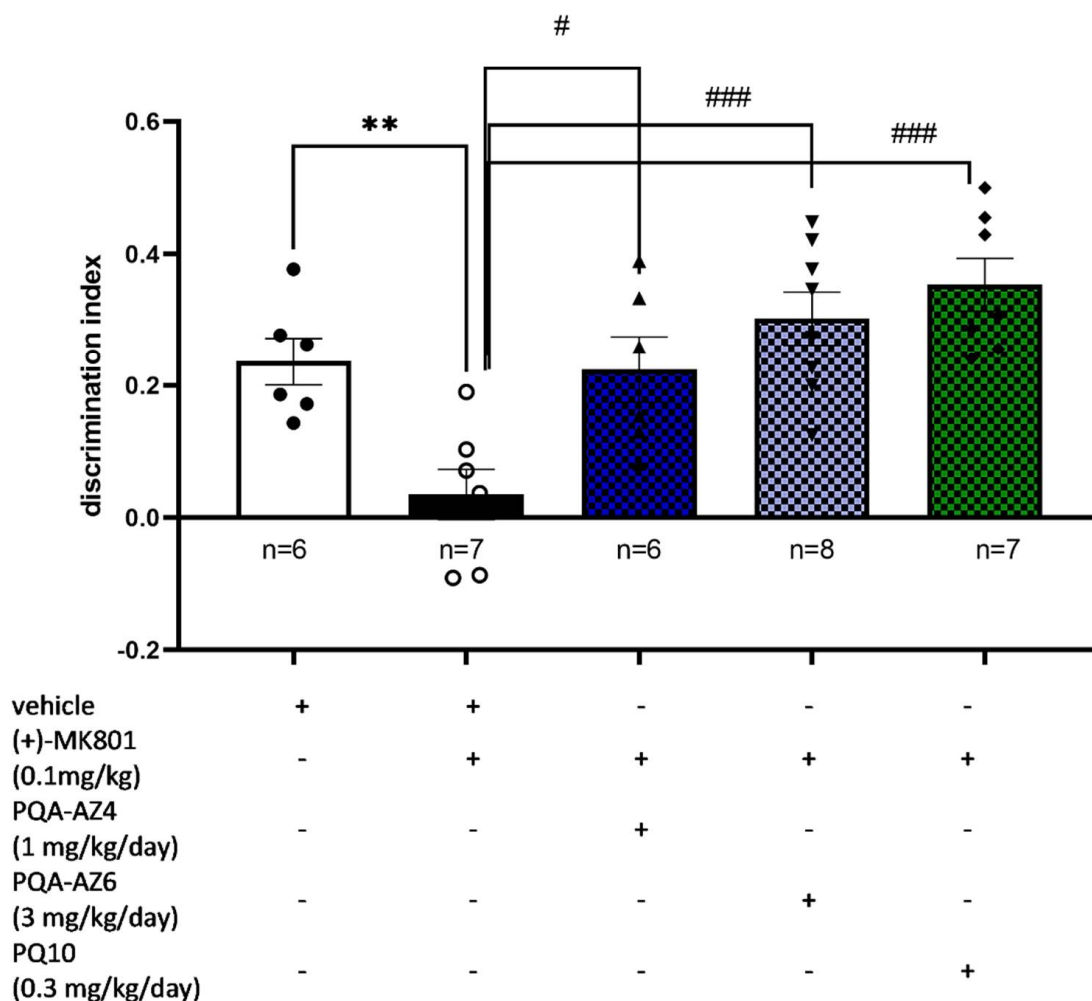 #
###
0.6
**
###
0.4
discrimination index
0.2
0.0
n=6 n=7 n=6 n=8 n=7
-0.2
vehicle + + - - -
(+)-MK801
(0.1mg/kg) - + + + +
PQA-AZ4
(1 mg/kg/day) - - + - -
PQA-AZ6
(3 mg/kg/day) - - - + -
PQ10
(0.3 mg/kg/day) - - - - +